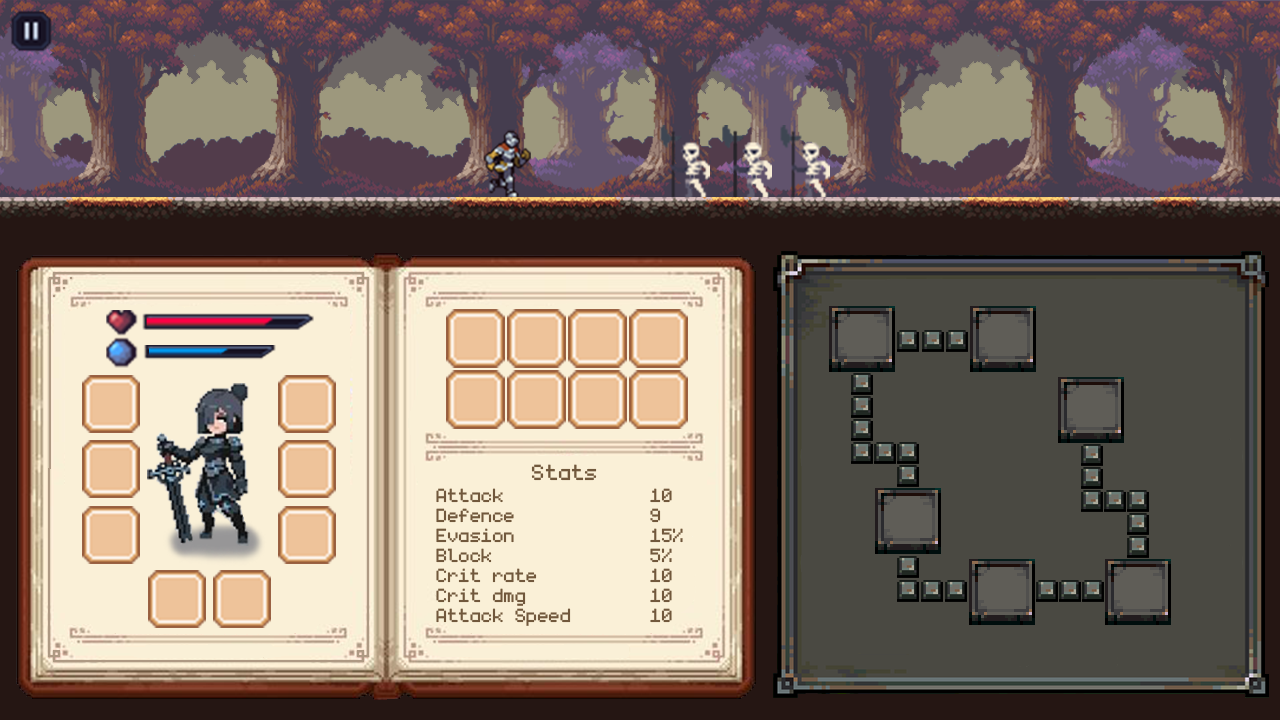 Stats
Attack 10
Defence 9
Evasion 15%
Block 5%
Crit rate 10
Crit dmg 10
Attack Speed 10